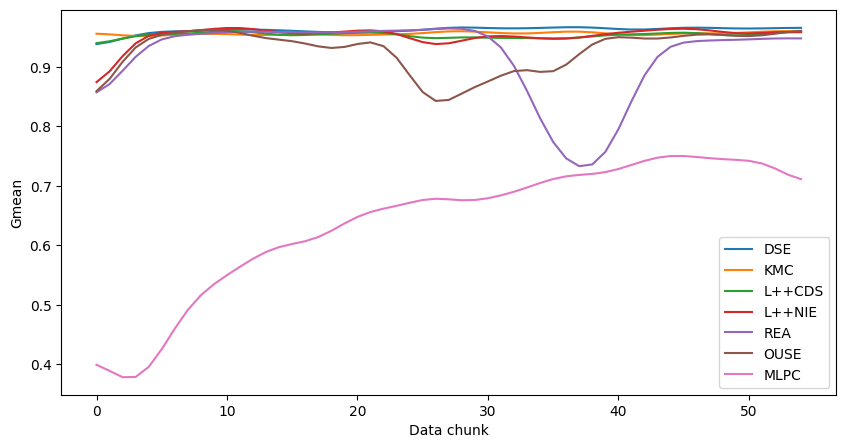 0.9
0.8
0.7
0.6
0.5
0.4
Gmean
0 10 20 30 40 50
Data chunk
DSE
KMC
L++CDS
L++NIE
REA
OUSE
MLPC